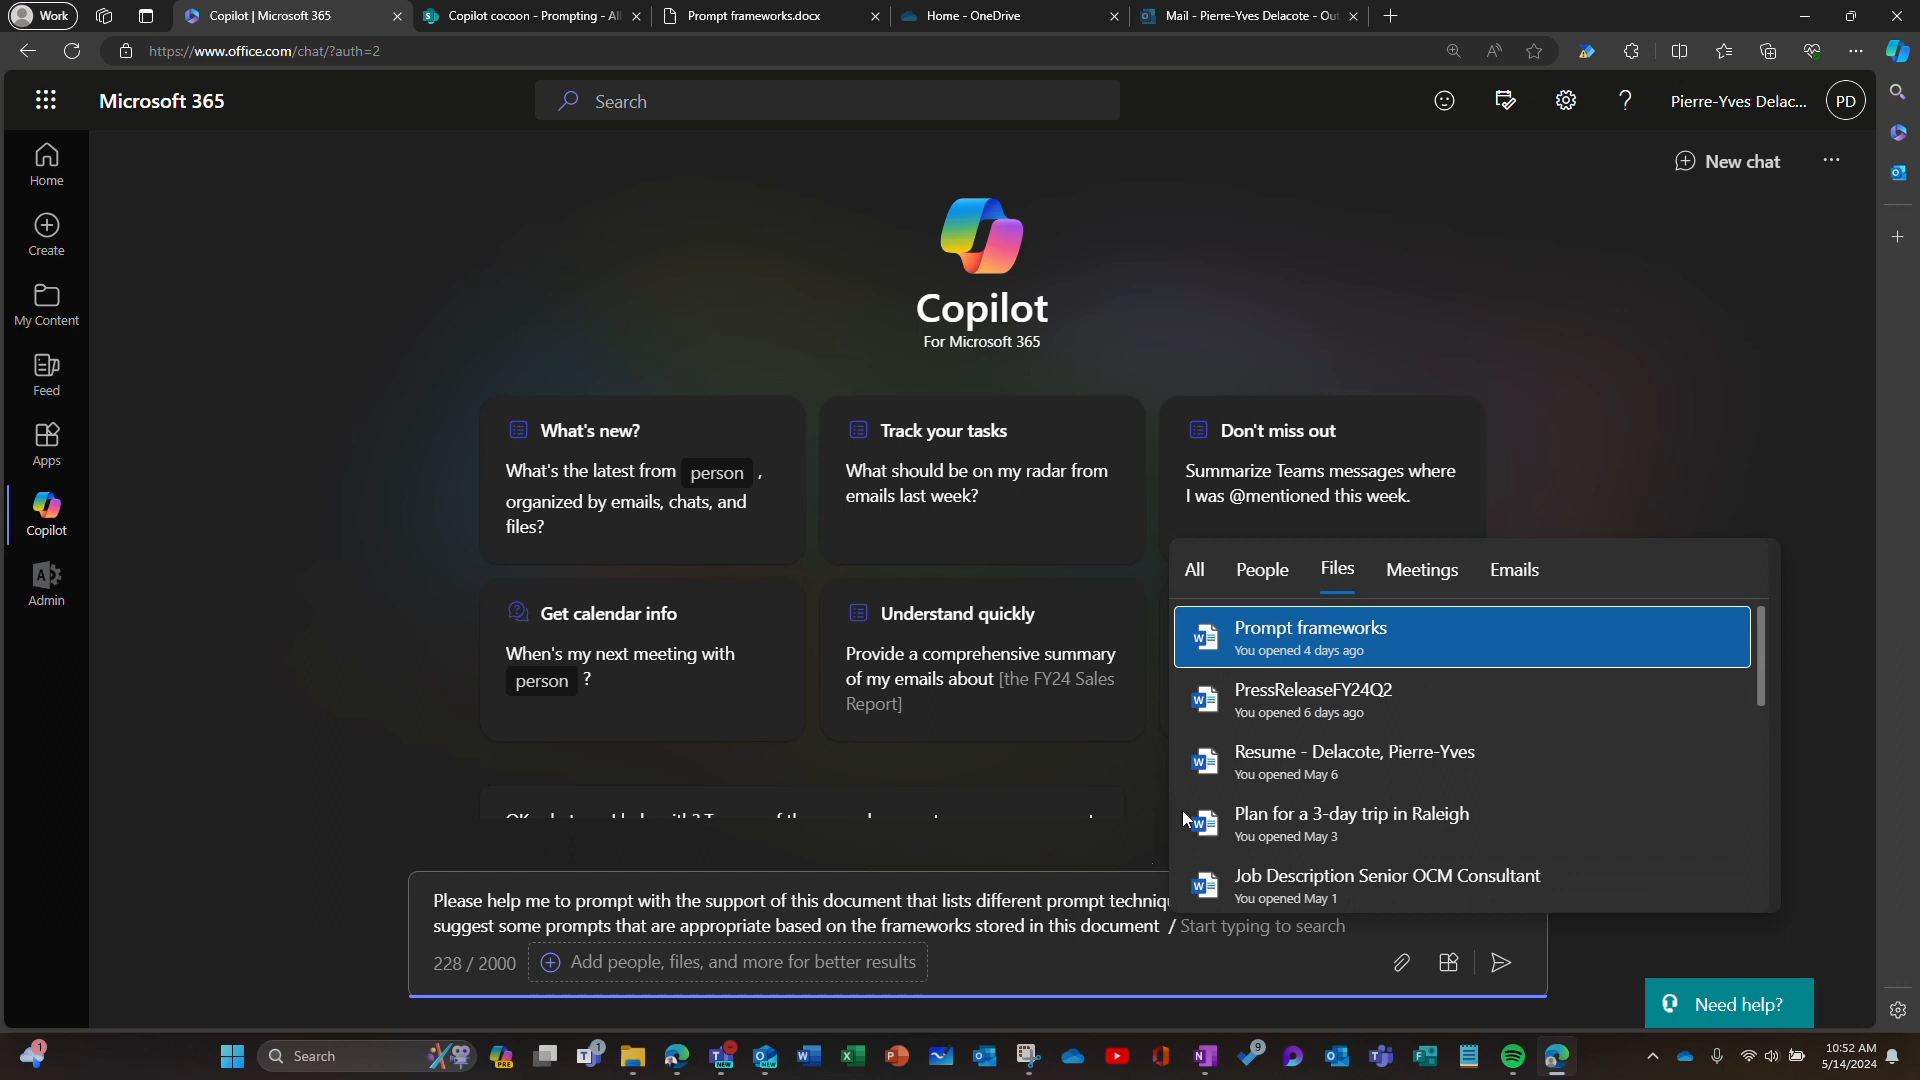 Work
Copilot | Microsoft 365
Copilot cocoon - Prompting - All
Prompt frameworks.docx
Home - OneDrive
Mail - Pierre-Yves Delacote - Out
https://www.office.com/chat/?auth=2
Microsoft 365
Search
Pierre-Yves Delac...
PD
Home
Create
My Content
Feed
Apps
Copilot
Admin
New chat
Copilot
For Microsoft 365
What's new?
What's the latest from person ,
organized by emails, chats, and
files?
Track your tasks
What should be on my radar from
emails last week?
Don't miss out
Summarize Teams messages where
I was @mentioned this week.
Get calendar info
When's my next meeting with
person ?
Understand quickly
Provide a comprehensive summary
of my emails about [the FY24 Sales
Report]
All People Files Meetings Emails
Prompt frameworks
You opened 4 days ago
PressReleaseFY24Q2
You opened 6 days ago
Resume - Delacote, Pierre-Yves
You opened May 6
Plan for a 3-day trip in Raleigh
You opened May 3
Job Description Senior OCM Consultant
You opened May 1
Please help me to prompt with the support of this document that lists different prompt techniqu
suggest some prompts that are appropriate based on the frameworks stored in this document / Start typing to search
228 / 2000
Add people, files, and more for better results
Need help?
Search
10:52 AM
5/14/2024